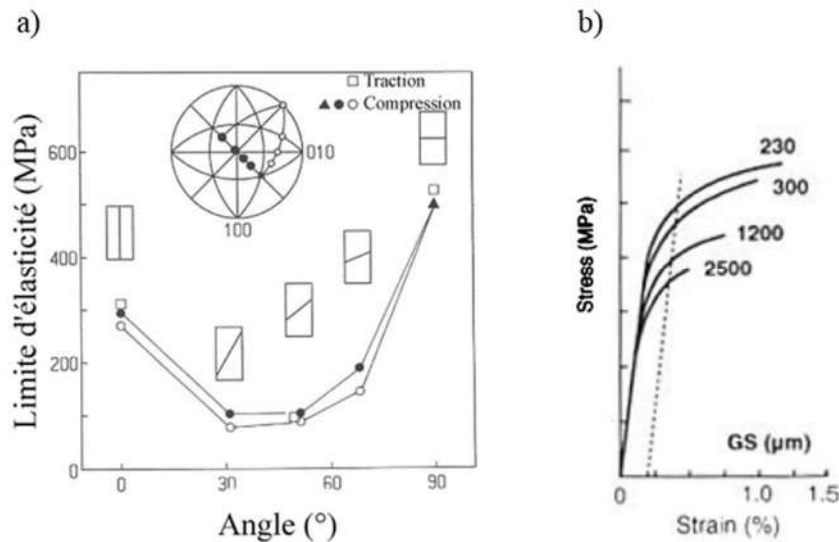 a)
Limite d'élasticité (MPa)
600
400
200
0
□ Traction
▲●○ Compression
010
100
0
30
60
90
Angle (°)
b)
Stress (MPa)
230
300
1200
2500
GS (µm)
0
0.5
1.0
1.5
Strain (%)